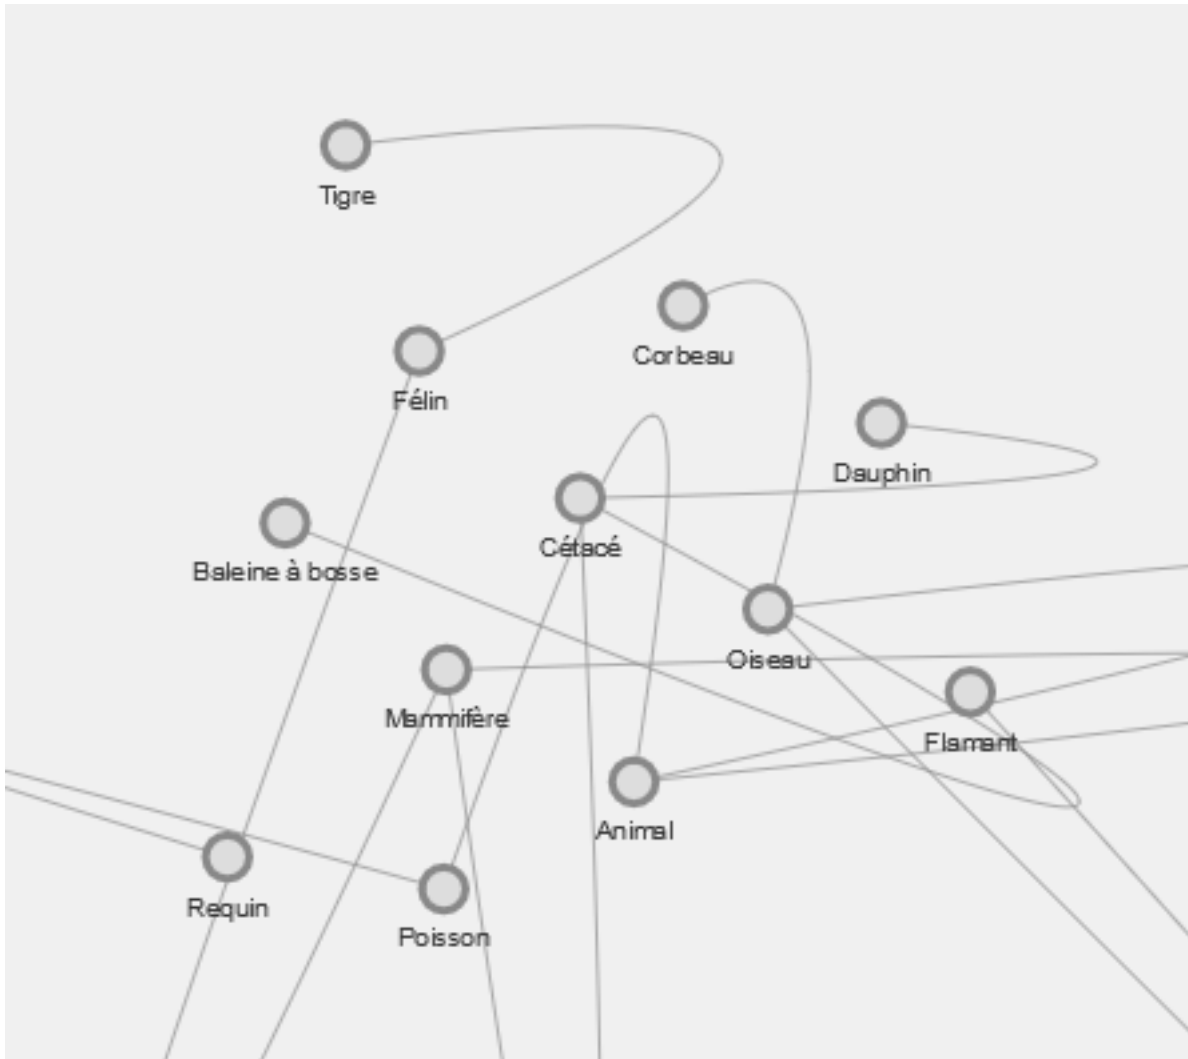 Tigre
Corbeau
Félin
Dauphin
Cétacé
Baleine à bosse
Oiseau
Mammifère
Flamant
Animal
Requin
Poisson